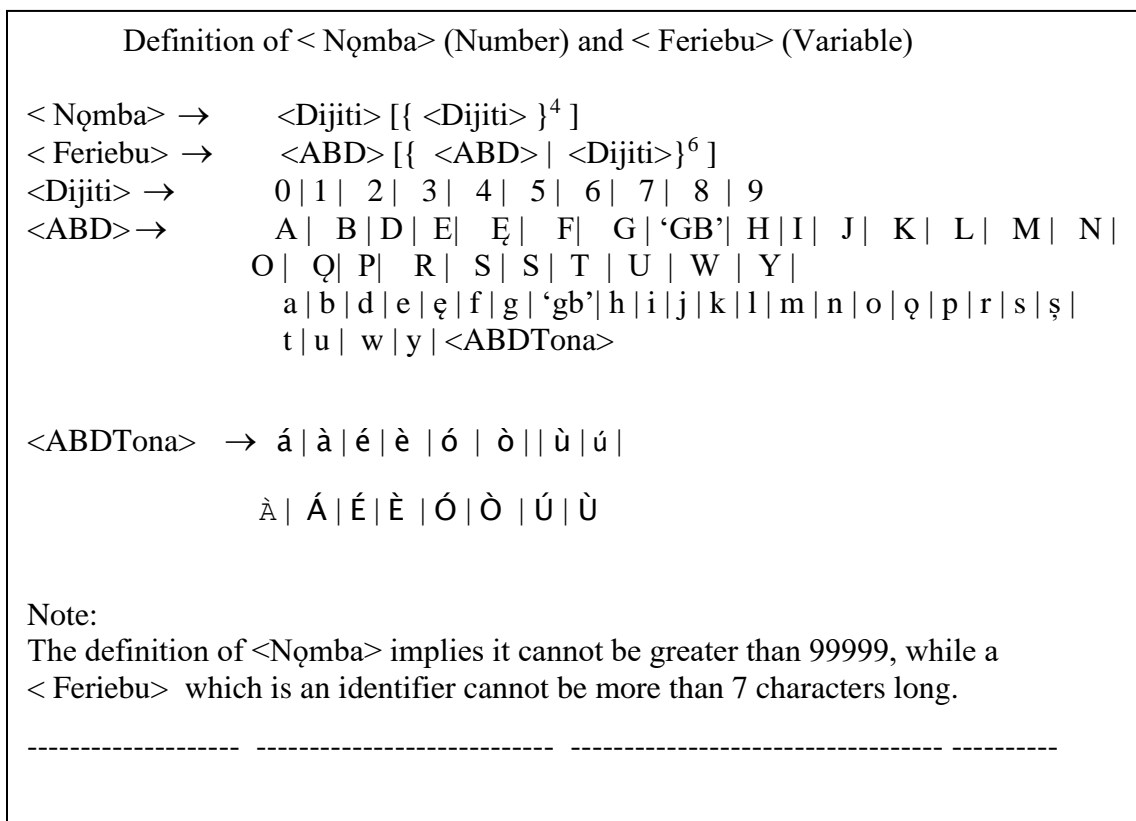 Definition of < Nọmba> (Number) and < Feriebu> (Variable)
< Nọmba> → <Dijiti> [{ <Dijiti> }⁴ ]
< Feriebu> → <ABD> [{ <ABD> | <Dijiti>}⁶ ]
<Dijiti> → 0 | 1 | 2 | 3 | 4 | 5 | 6 | 7 | 8 | 9
<ABD> → A | B | D | E| Ę | F| G | ‘GB’| H | I | J | K | L | M | N |
O | Ǫ| P| R | S | S | T | U | W | Y |
a | b | d | e | ę | f | g | ‘gb’| h | i | j | k | l | m | n | o | ǫ | p | r | s | ș |
t | u | w | y | <ABDTona>
<ABDTona> → á | à | é | è | ó | ò | | ù | ú |
À | Á | É | È | Ó | Ò | Ú | Ù
Note:
The definition of <Nọmba> implies it cannot be greater than 99999, while a
< Feriebu> which is an identifier cannot be more than 7 characters long.
-------------------- ---------------------------- ----------------------------------- ----------